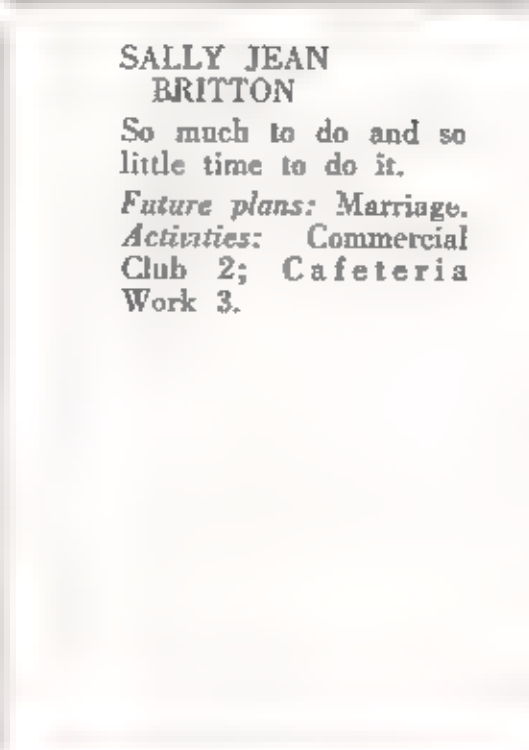 SALLY JEAN
BRITTON
So much to do and so
little time to do it.
Future plans: Marriage.
Activities: Commercial
Club 2; Cafeteria
Work 3.